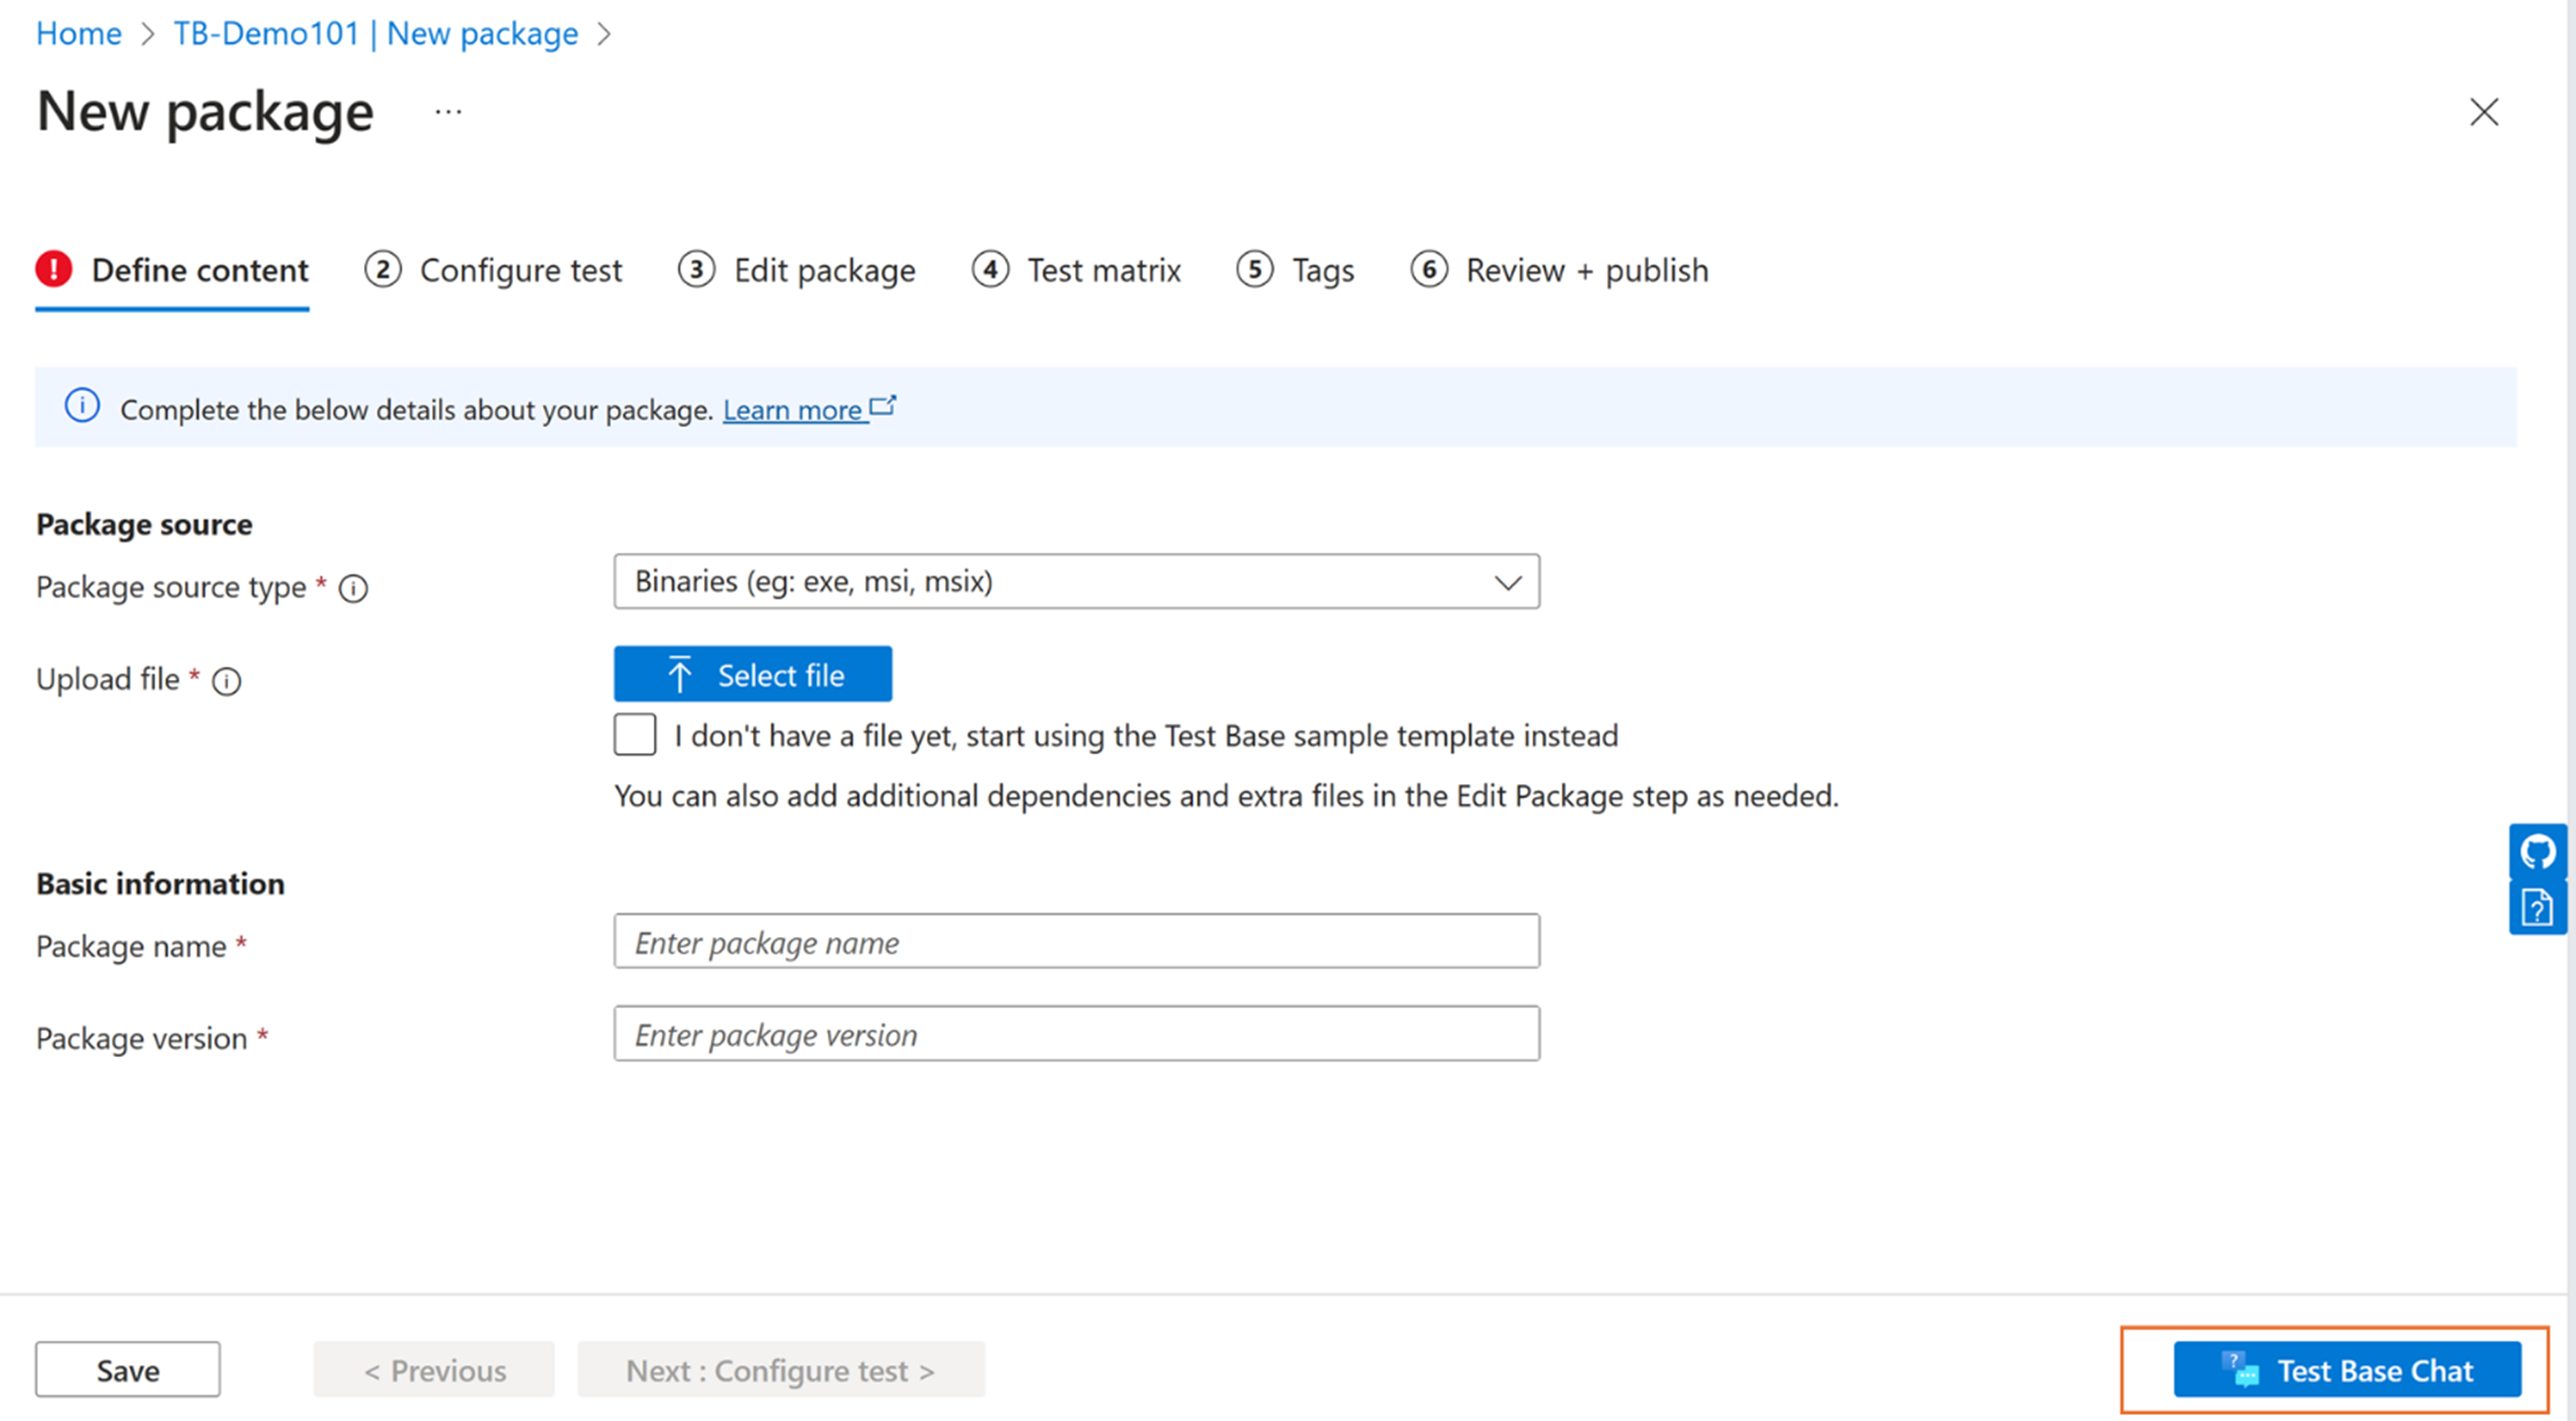 Home > TB-Demo101 | New package >
New package ...
! Define content 2 Configure test 3 Edit package 4 Test matrix 5 Tags 6 Review + publish
Complete the below details about your package. Learn more
Package source
Package source type * Binaries (eg: exe, msi, msix)
Upload file * Select file
I don't have a file yet, start using the Test Base sample template instead
You can also add additional dependencies and extra files in the Edit Package step as needed.
Basic information
Package name * Enter package name
Package version * Enter package version
Save < Previous Next : Configure test > Test Base Chat